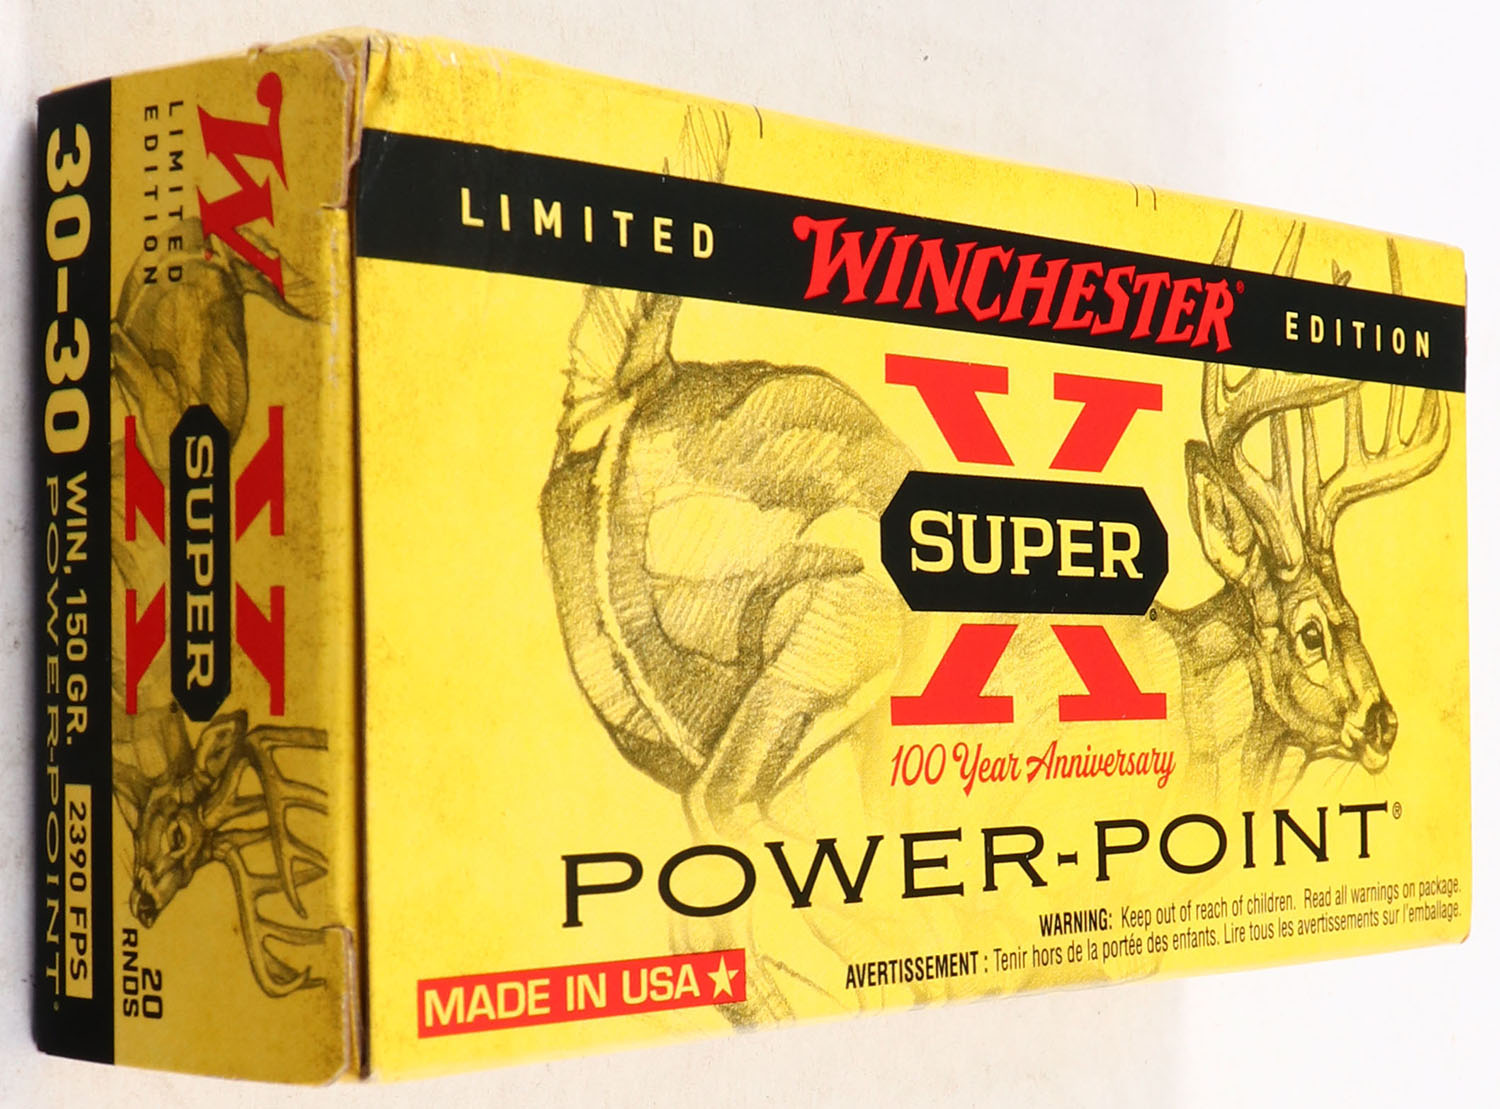 LIMITED WINCHESTER® EDITION
X
SUPER®
100 Year Anniversary
POWER-POINT®
WARNING: Keep out of reach of children. Read all warnings on package.
AVERTISSEMENT : Tenir hors de la portée des enfants. Lire tous les avertissements sur l'emballage.
MADE IN USA
W
LIMITED
EDITION
X
SUPER
20
RNDS
30-30 WIN, 150 GR. 2390 FPS
POWER-POINT®